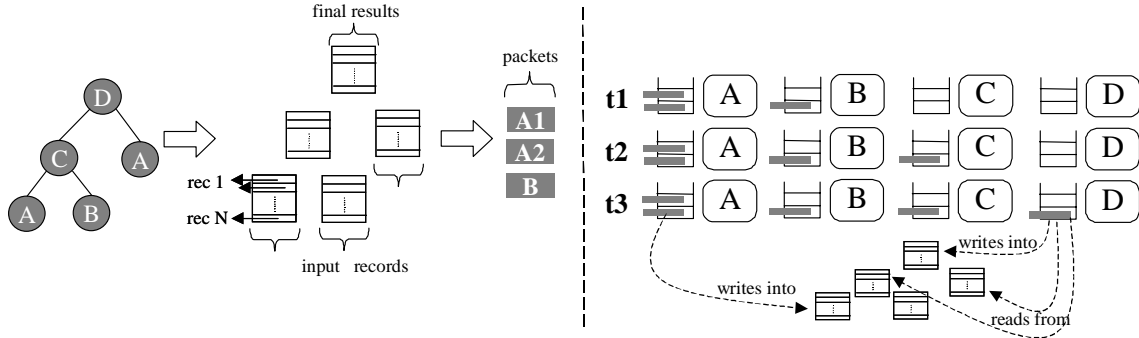 final results
packets
D
C
A
A
B
rec 1
rec N
input records
A1
A2
B
t1
A
B
C
D
t2
A
B
C
D
t3
A
B
C
D
writes into
writes into
reads from